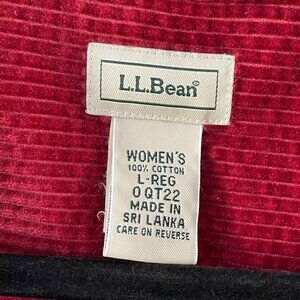 L.L.Bean®
WOMEN'S
100% COTTON
L-REG
0 QT22
MADE IN
SRI LANKA
CARE ON REVERSE